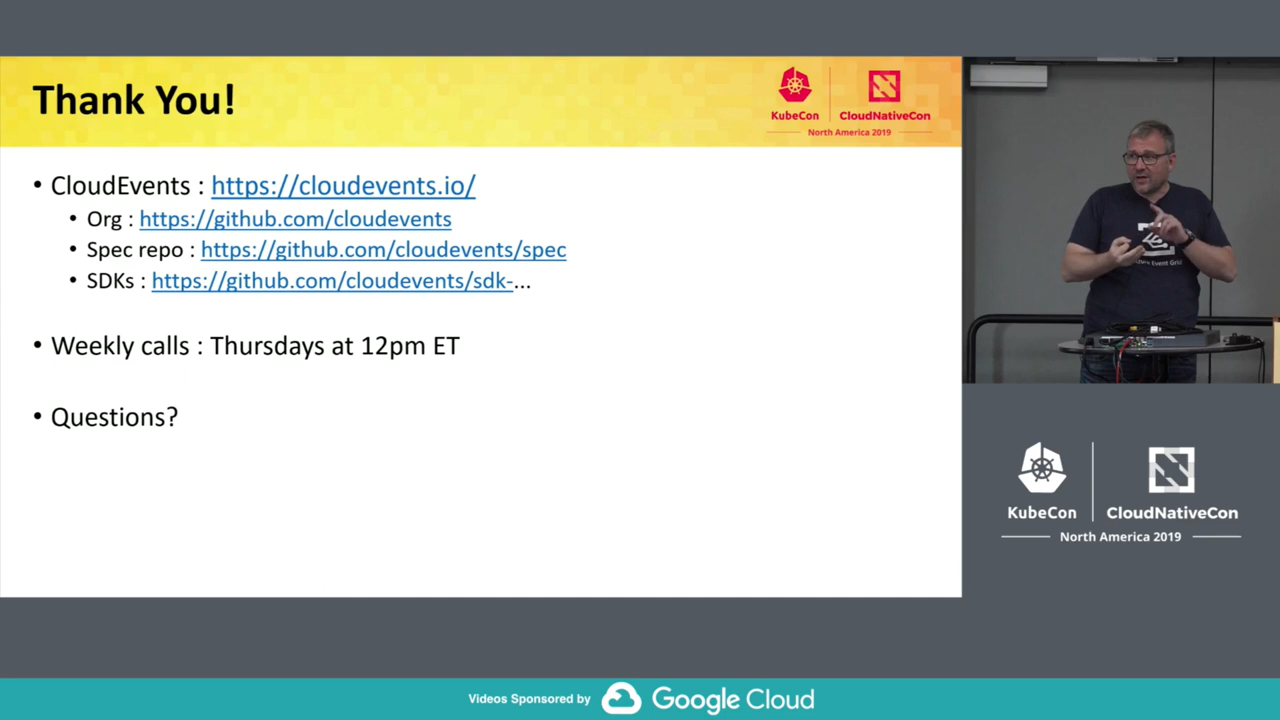 Thank You!
KubeCon
CloudNativeCon
North America 2019
• CloudEvents : https://cloudevents.io/
• Org : https://github.com/cloudevents
• Spec repo : https://github.com/cloudevents/spec
• SDKs : https://github.com/cloudevents/sdk-...
• Weekly calls : Thursdays at 12pm ET
• Questions?
Event Grid
KubeCon
CloudNativeCon
North America 2019
Videos Sponsored by
Google Cloud